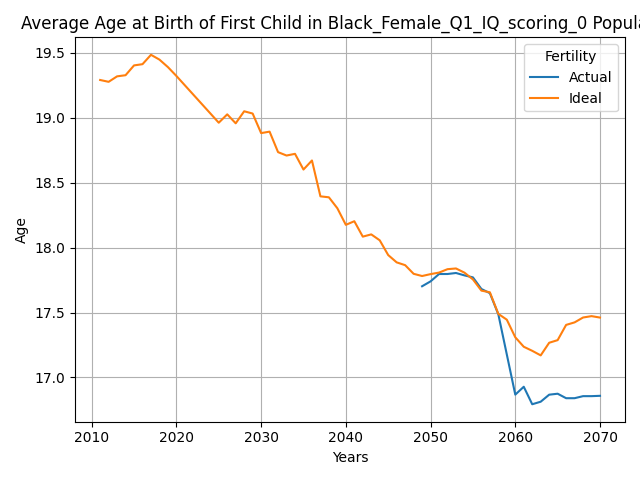 Average Age at Birth of First Child in Black_Female_Q1_IQ_scoring_0
Fertility
Actual
Ideal
19.5
19.0
18.5
18.0
17.5
17.0
Age
2010 2020 2030 2040 2050 2060 2070
Years